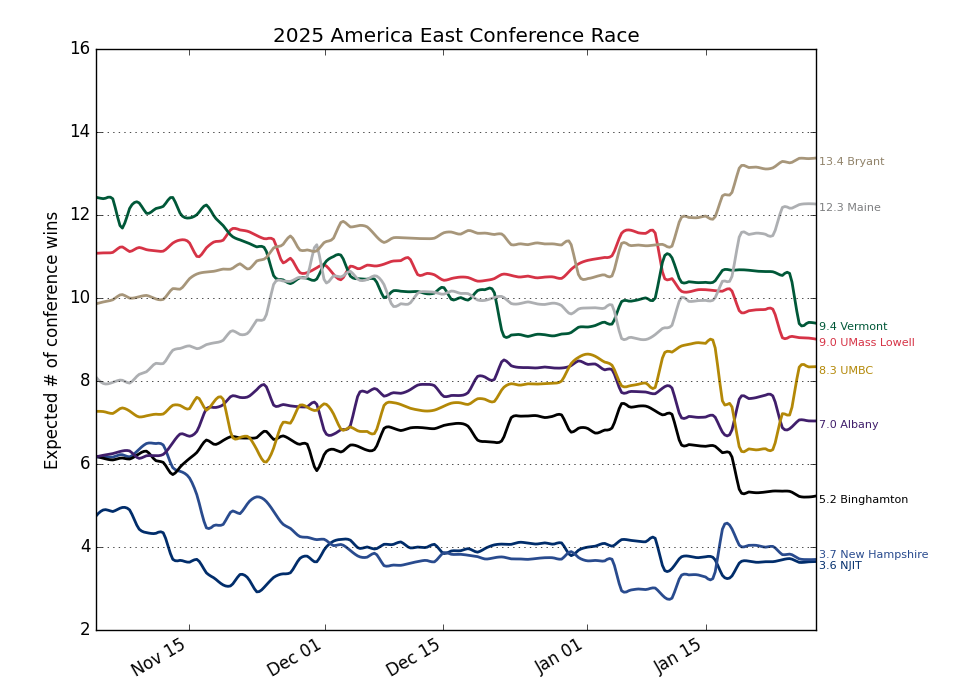 2025 America East Conference Race
Expected # of conference wins
16
14
12
10
8
6
4
2
13.4 Bryant
12.3 Maine
9.4 Vermont
9.0 UMass Lowell
8.3 UMBC
7.0 Albany
5.2 Binghamton
3.7 New Hampshire
3.6 NJIT
Nov 15
Dec 01
Dec 15
Jan 01
Jan 15